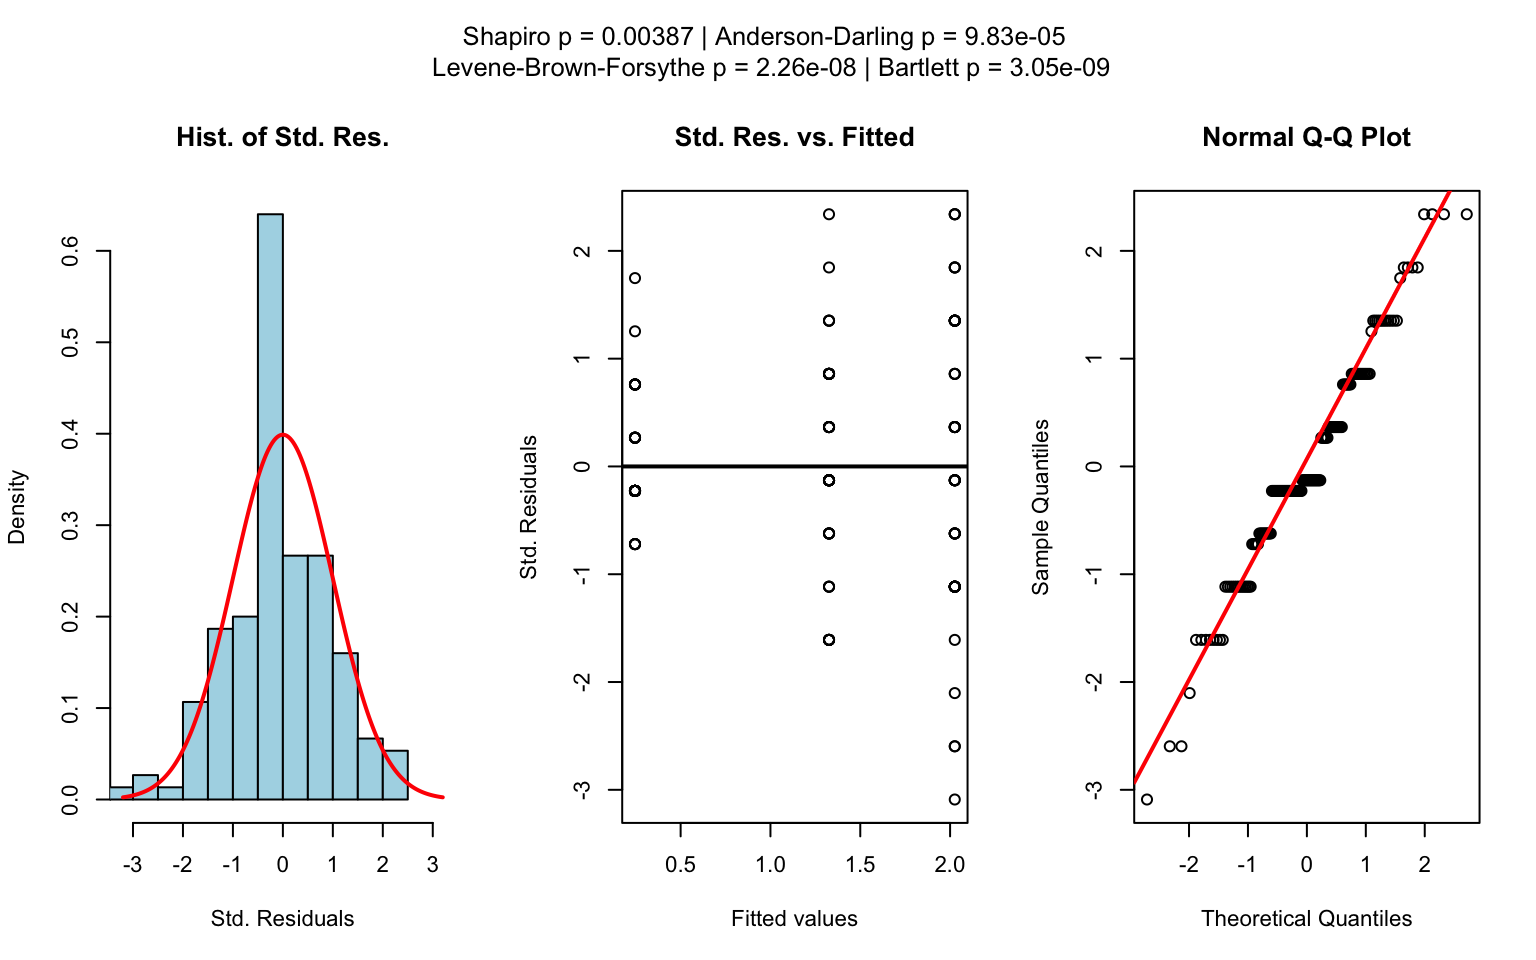 Shapiro p = 0.00387 | Anderson-Darling p = 9.83e-05
Levene-Brown-Forsythe p = 2.26e-08 | Bartlett p = 3.05e-09
Hist. of Std. Res.
Density
0.6
0.5
0.4
0.3
0.2
0.1
0.0
-3 -2 -1 0 1 2 3
Std. Residuals
Std. Res. vs. Fitted
Std. Residuals
2
1
0
-1
-2
-3
0.5 1.0 1.5 2.0
Fitted values
Normal Q-Q Plot
Sample Quantiles
2
1
0
-1
-2
-3
-2 -1 0 1 2
Theoretical Quantiles